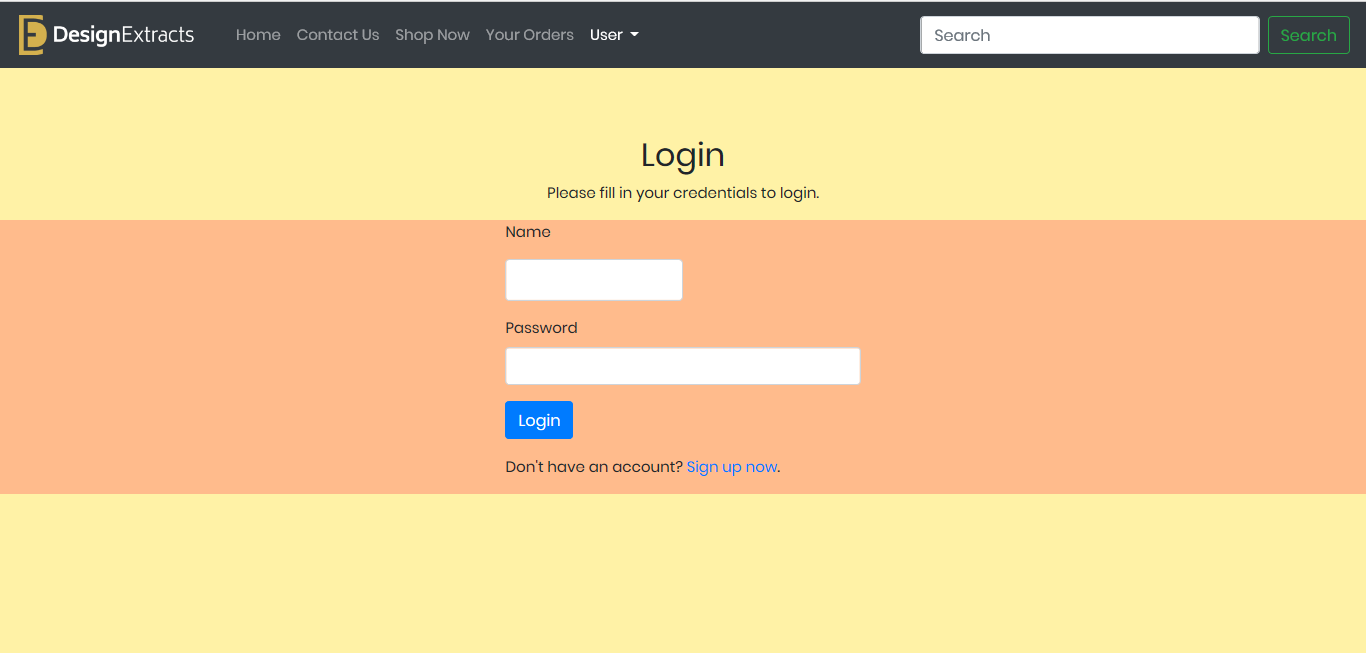 DesignExtracts Home Contact Us Shop Now Your Orders User Search Search
Login
Please fill in your credentials to login.
Name
Password
Login
Don't have an account? Sign up now.